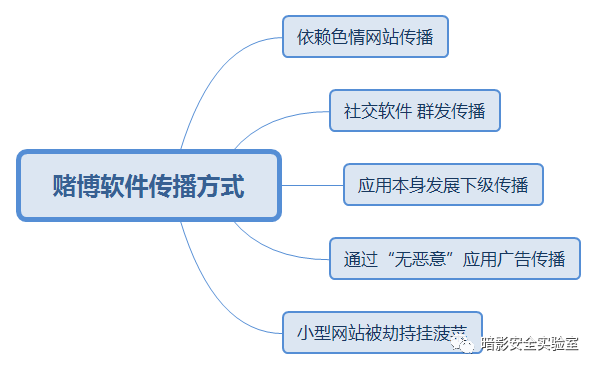 依赖色情网站传播
社交软件 群发传播
赌博软件传播方式
应用本身发展下级传播
通过“无恶意”应用广告传播
小型网站被劫持挂菠菜
暗影安全实验室